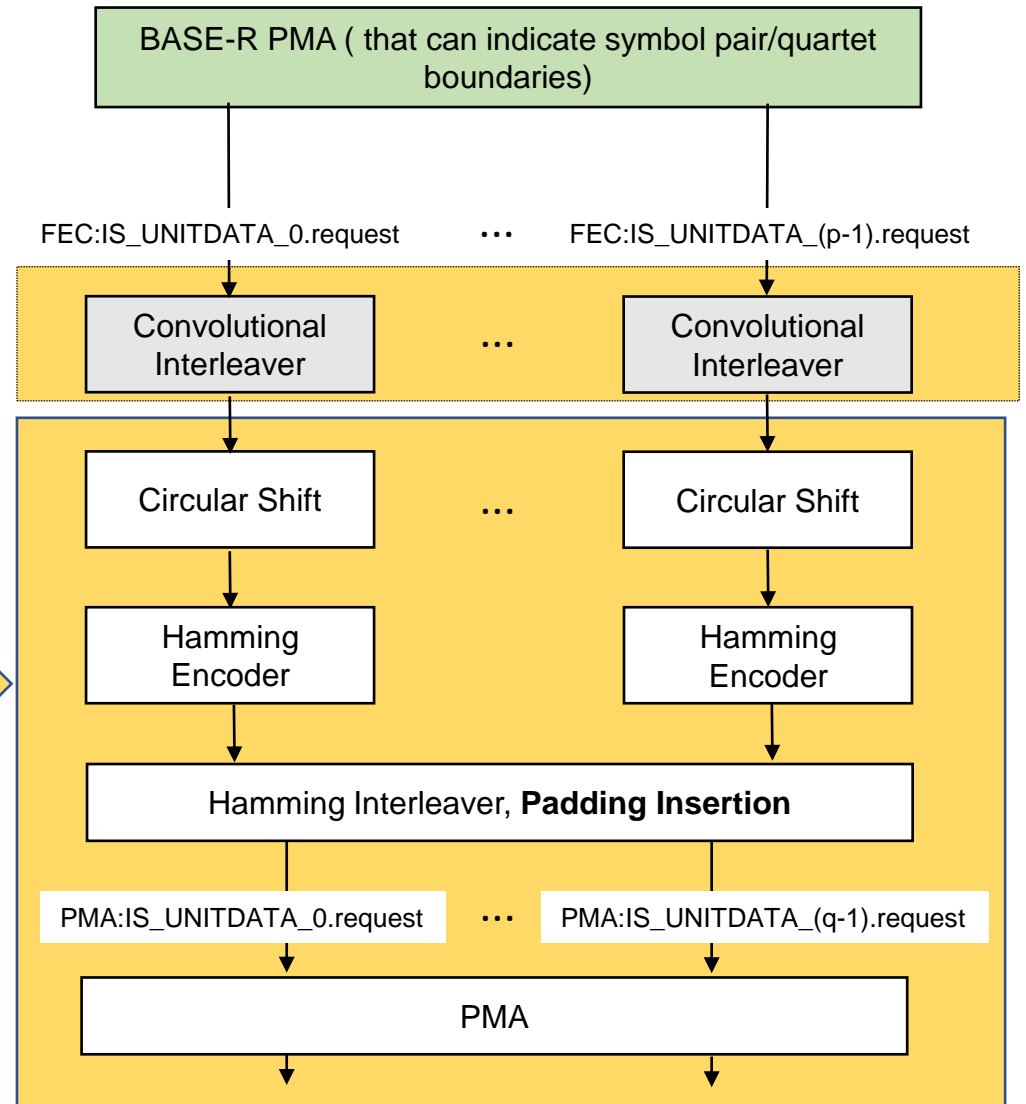 BASE-R PMA ( that can indicate symbol pair/quartet
boundaries)
FEC:IS_UNITDATA_0.request ... FEC:IS_UNITDATA_(p-1).request
Convolutional
Interleaver
...
Convolutional
Interleaver
Circular Shift ... Circular Shift
Hamming
Encoder
Hamming
Encoder
Hamming Interleaver, Padding Insertion
PMA:IS_UNITDATA_0.request ... PMA:IS_UNITDATA_(q-1).request
PMA